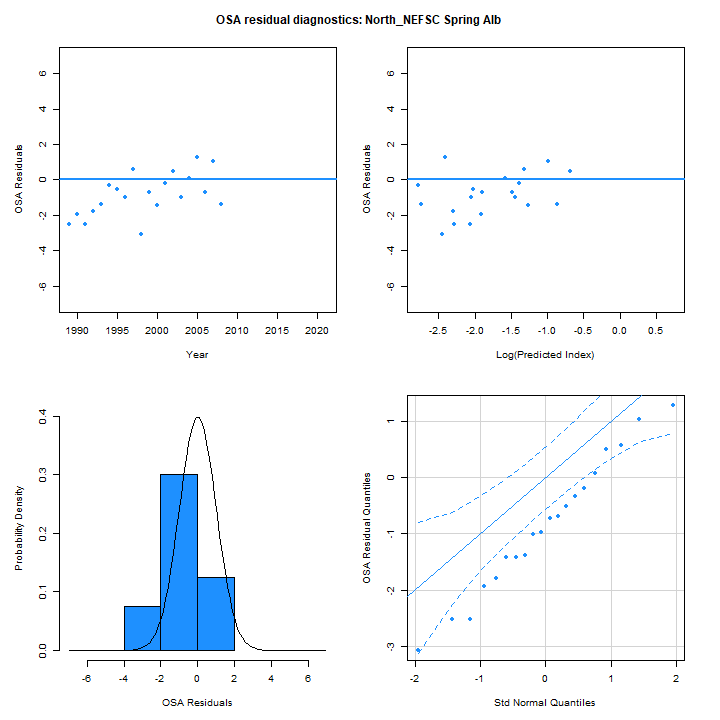 OSA residual diagnostics: North_NEFSC Spring Alb
OSA Residuals
6
4
2
0
-2
-4
-6
1990 1995 2000 2005 2010 2015 2020
Year
OSA Residuals
6
4
2
0
-2
-4
-6
-2.5 -2.0 -1.5 -1.0 -0.5 0.0 0.5
Log(Predicted Index)
Probability Density
0.4
0.3
0.2
0.1
0.0
-6 -4 -2 0 2 4 6
OSA Residuals
OSA Residual Quantiles
1
0
-1
-2
-3
-2 -1 0 1 2
Std Normal Quantiles